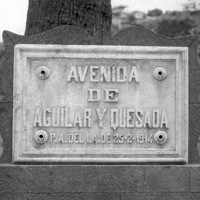 AVENIDA
DE
AGUILAR Y QUESADA
P.A. DEL I.A. DE 25-2-1914